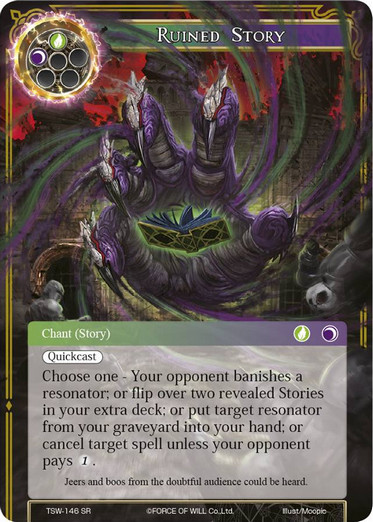 Ruined Story
Chant (Story)
Quickcast
Choose one - Your opponent banishes a
resonator; or flip over two revealed Stories
in your extra deck; or put target resonator
from your graveyard into your hand; or
cancel target spell unless your opponent
pays 1.
Jeers and boos from the doubtful audience could be heard.
TSW-146 SR ©FORCE OF WILL Co.,Ltd. Illust/Moopic